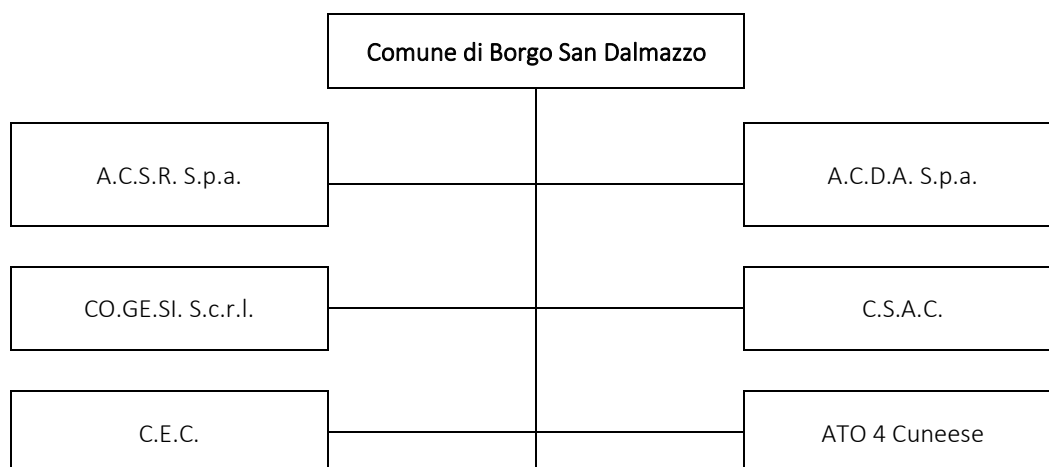 Comune di Borgo San Dalmazzo
A.C.S.R. S.p.a.
A.C.D.A. S.p.a.
CO.GE.SI. S.c.r.l.
C.S.A.C.
C.E.C.
ATO 4 Cuneese